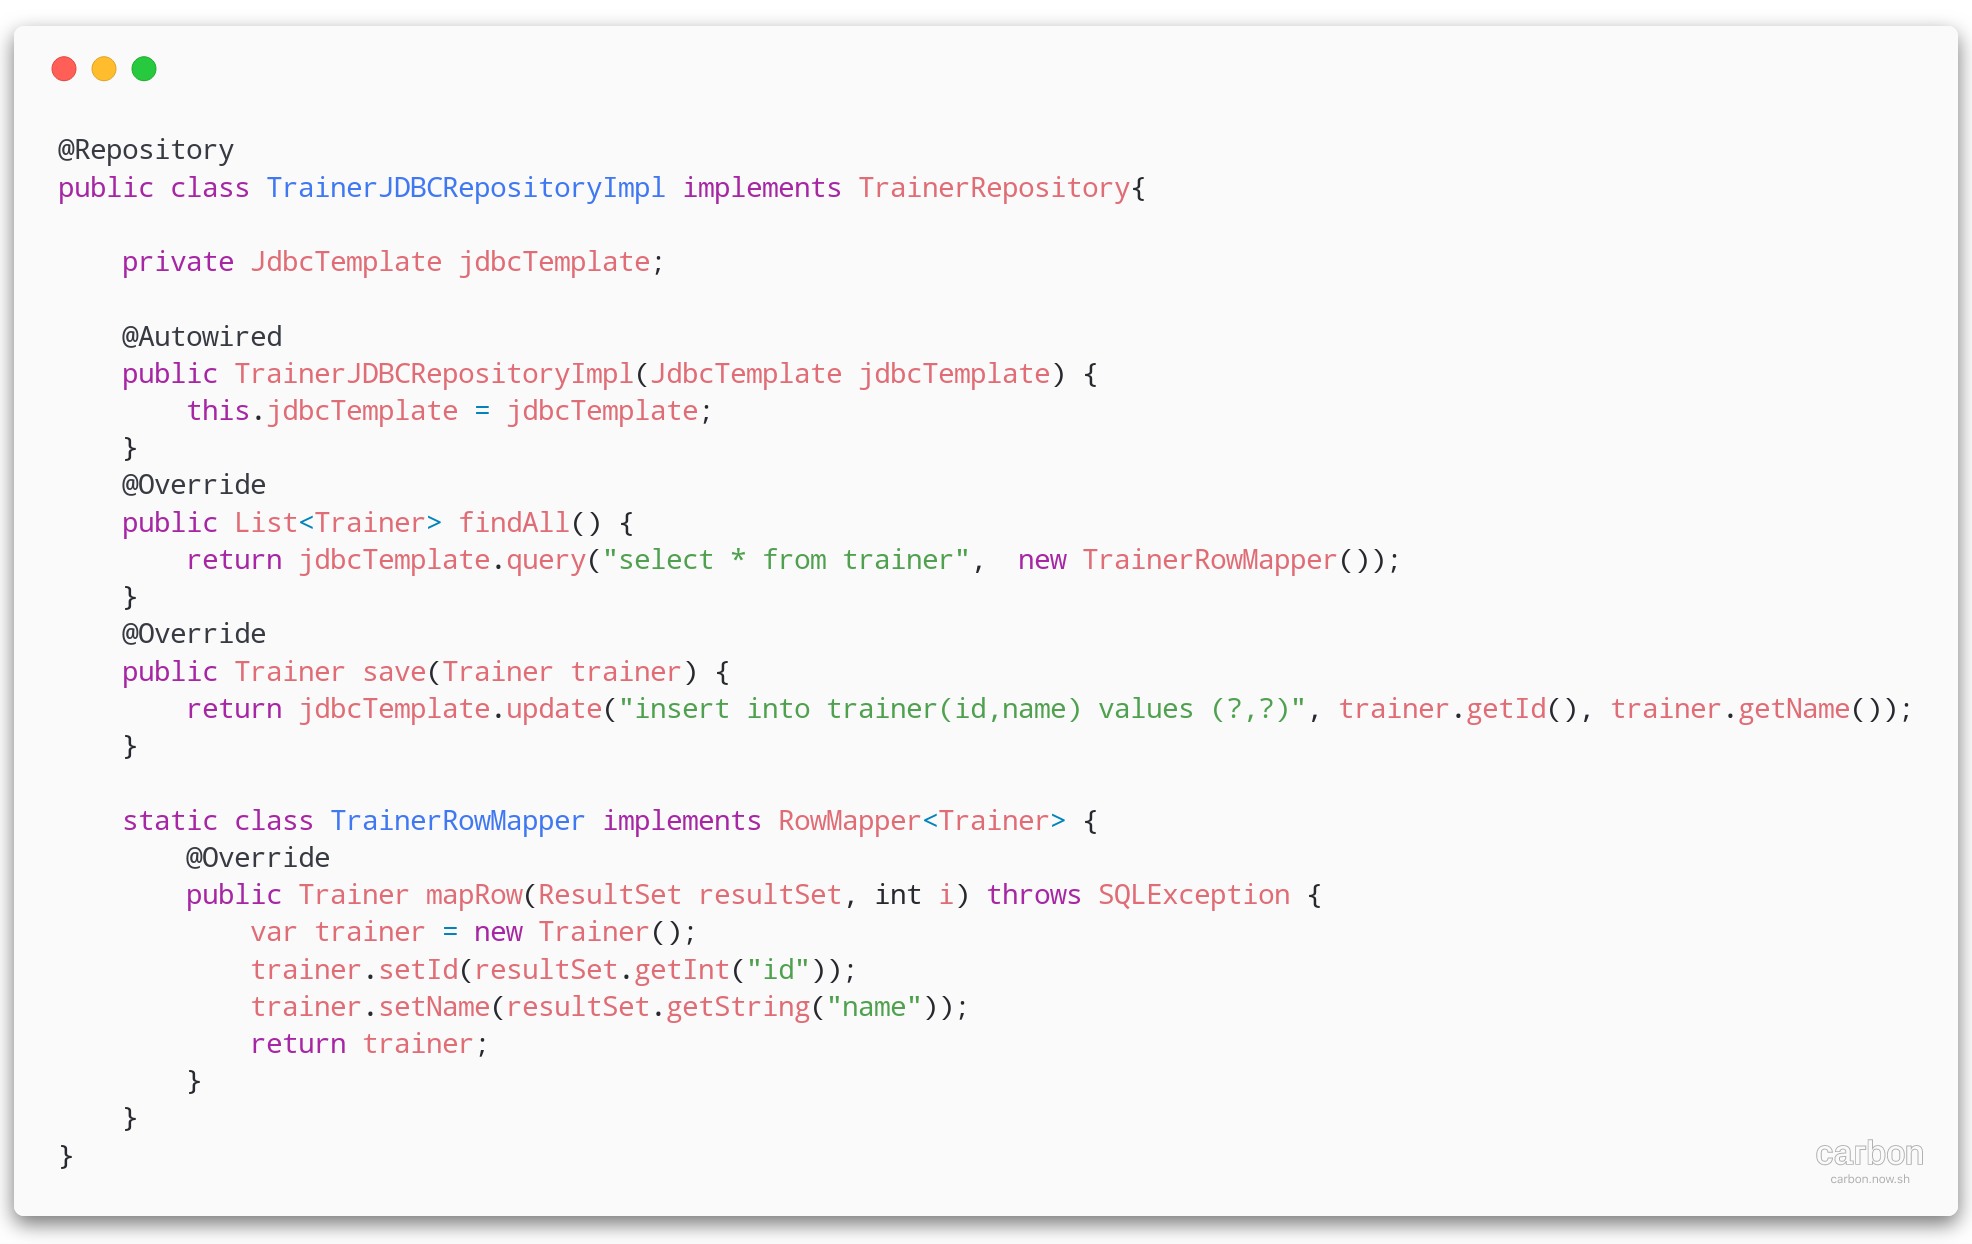 @Repository
public class TrainerJDBCRepositoryImpl implements TrainerRepository{
    private JdbcTemplate jdbcTemplate;
    @Autowired
    public TrainerJDBCRepositoryImpl(JdbcTemplate jdbcTemplate) {
        this.jdbcTemplate = jdbcTemplate;
    }
    @Override
    public List<Trainer> findAll() {
        return jdbcTemplate.query("select * from trainer",  new TrainerRowMapper());
    }
    @Override
    public Trainer save(Trainer trainer) {
        return jdbcTemplate.update("insert into trainer(id,name) values (?,?)", trainer.getId(), trainer.getName());
    }
    static class TrainerRowMapper implements RowMapper<Trainer> {
        @Override
        public Trainer mapRow(ResultSet resultSet, int i) throws SQLException {
            var trainer = new Trainer();
            trainer.setId(resultSet.getInt("id"));
            trainer.setName(resultSet.getString("name"));
            return trainer;
        }
    }
}
carbon
carbon.now.sh